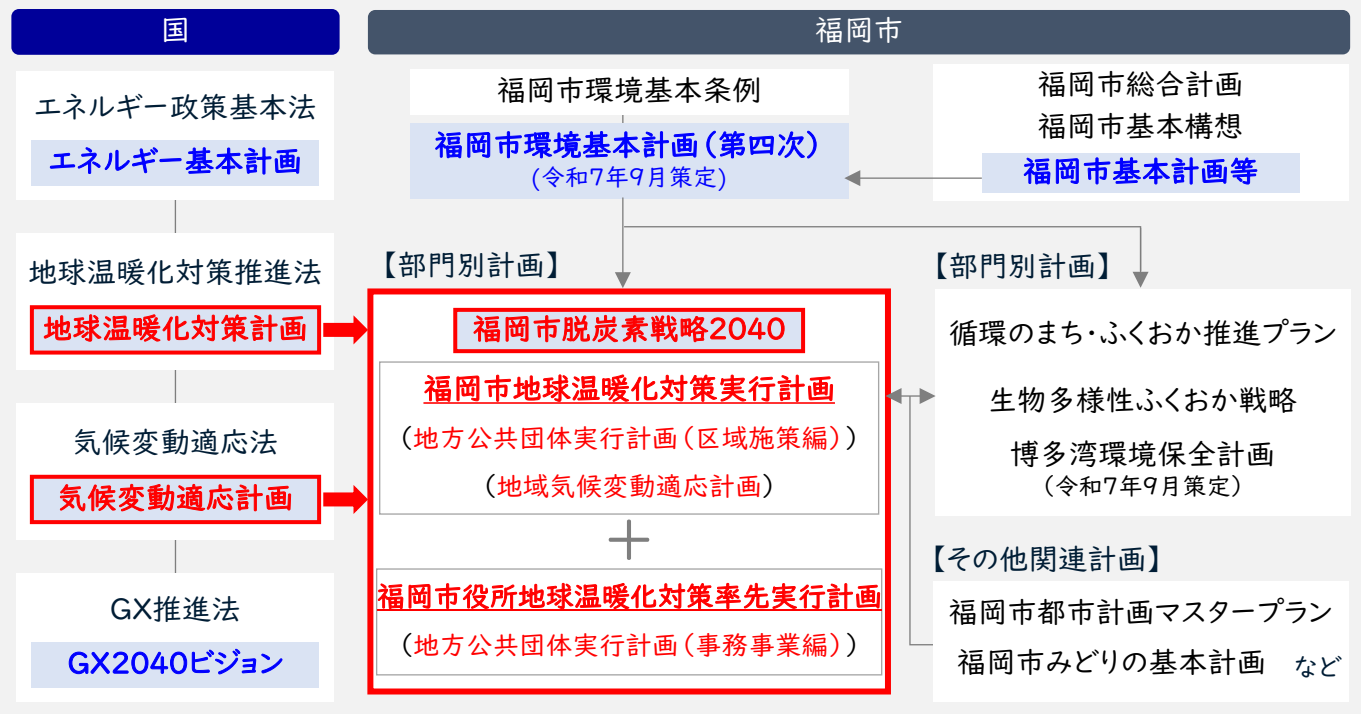 国
エネルギー政策基本法
エネルギー基本計画
地球温暖化対策推進法
地球温暖化対策計画
気候変動適応法
気候変動適応計画
GX推進法
GX2040ビジョン
福岡市
福岡市環境基本条例
福岡市環境基本計画（第四次）
(令和7年9月策定)
福岡市総合計画
福岡市基本構想
福岡市基本計画等
【部門別計画】
福岡市脱炭素戦略2040
福岡市地球温暖化対策実行計画
（地方公共団体実行計画（区域施策編））
（地域気候変動適応計画）
＋
福岡市役所地球温暖化対策率先実行計画
（地方公共団体実行計画（事務事業編））
【部門別計画】
循環のまち・ふくおか推進プラン
生物多様性ふくおか戦略
博多湾環境保全計画
（令和7年9月策定）
【その他関連計画】
福岡市都市計画マスタープラン
福岡市みどりの基本計画　など